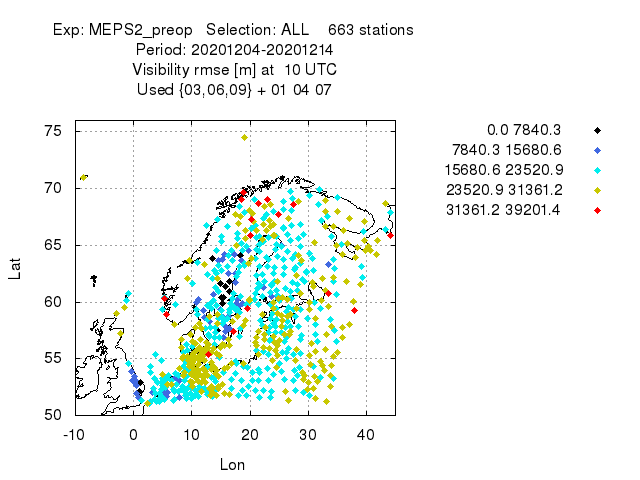 Exp: MEPS2_preop Selection: ALL 663 stations
Period: 20201204-20201214
Visibility rmse [m] at 10 UTC
Used {03,06,09} + 01 04 07
0.0 7840.3
7840.3 15680.6
15680.6 23520.9
23520.9 31361.2
31361.2 39201.4
75
70
65
60
55
50
Lat
-10 0 10 20 30 40
Lon